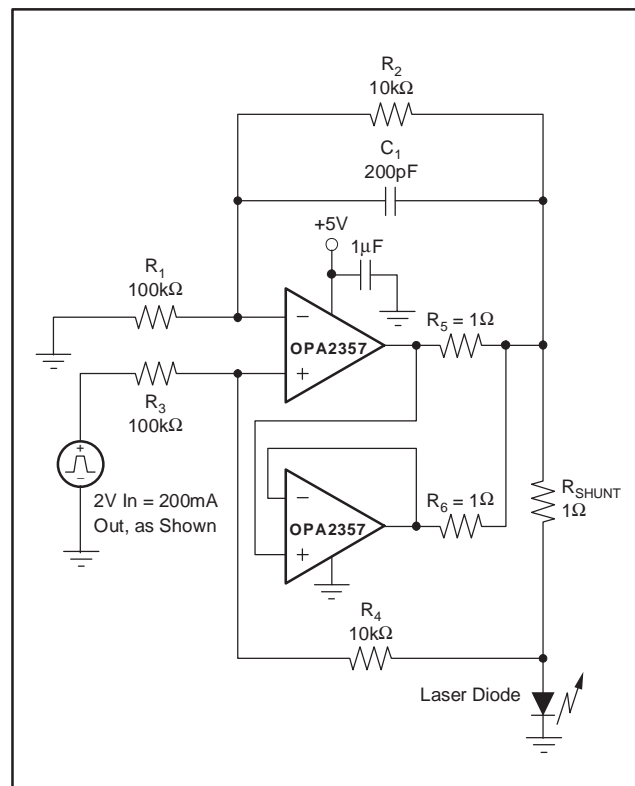 R2
10kΩ
C1
200pF
+5V
1μF
R1
100kΩ
−
OPA2357
+
R5 = 1Ω
R3
100kΩ
+
−
2V In = 200mA
Out, as Shown
−
OPA2357
+
R6 = 1Ω
RSHUNT
1Ω
R4
10kΩ
Laser Diode